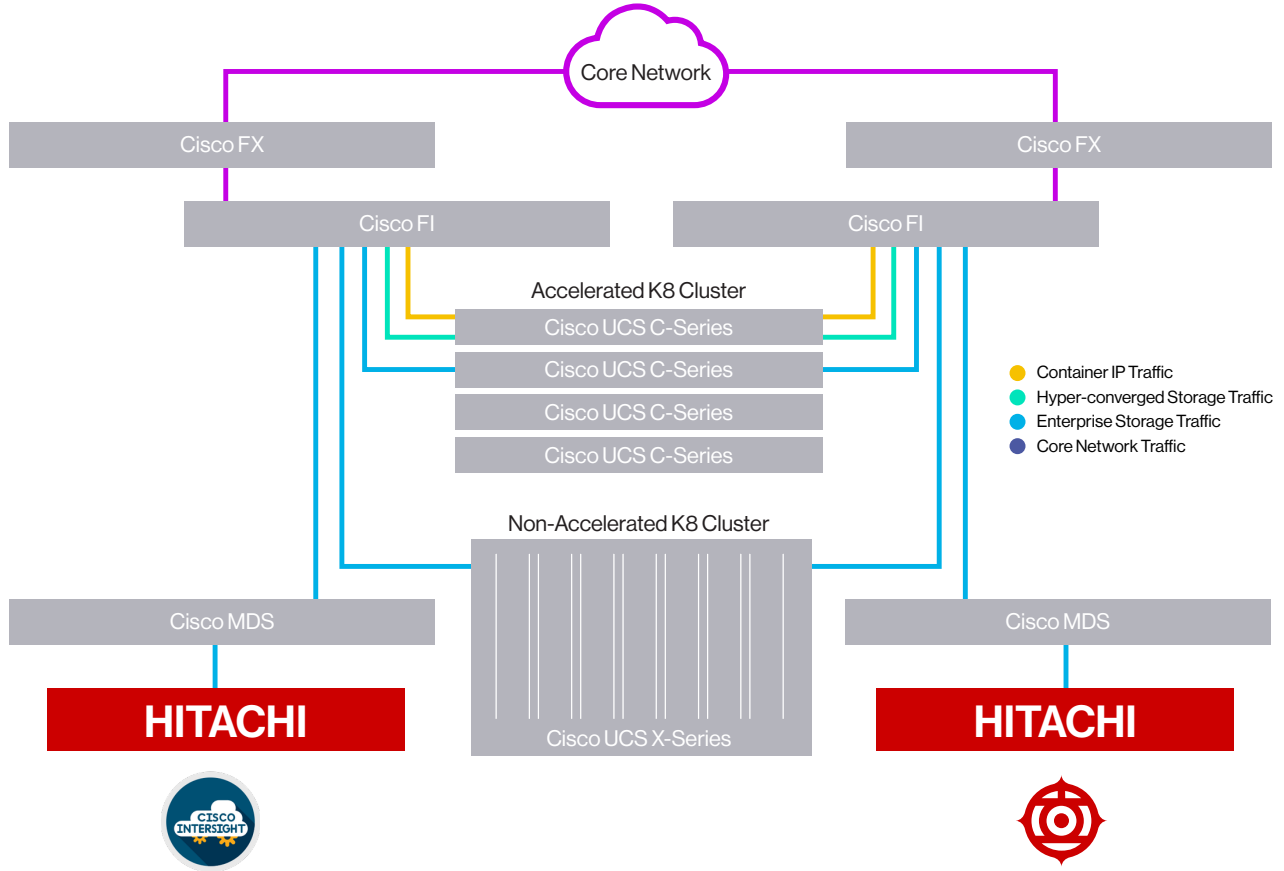 Core Network
Cisco FX
Cisco FX
Cisco FI
Cisco FI
Accelerated K8 Cluster
Cisco UCS C-Series
Cisco UCS C-Series
Cisco UCS C-Series
Cisco UCS C-Series
Container IP Traffic
Hyper-converged Storage Traffic
Enterprise Storage Traffic
Core Network Traffic
Non-Accelerated K8 Cluster
Cisco UCS X-Series
Cisco MDS
Cisco MDS
HITACHI
HITACHI
CISCO
INTERSIGHT